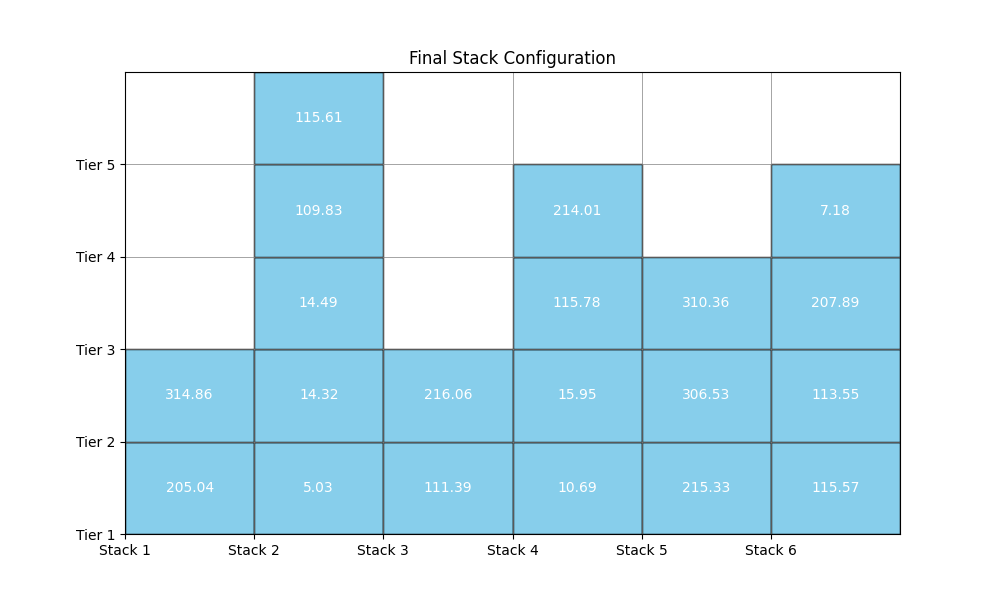 Final Stack Configuration
115.61
Tier 5
109.83 214.01 7.18
Tier 4
14.49 115.78 310.36 207.89
Tier 3
314.86 14.32 216.06 15.95 306.53 113.55
Tier 2
205.04 5.03 111.39 10.69 215.33 115.57
Tier 1
Stack 1 Stack 2 Stack 3 Stack 4 Stack 5 Stack 6